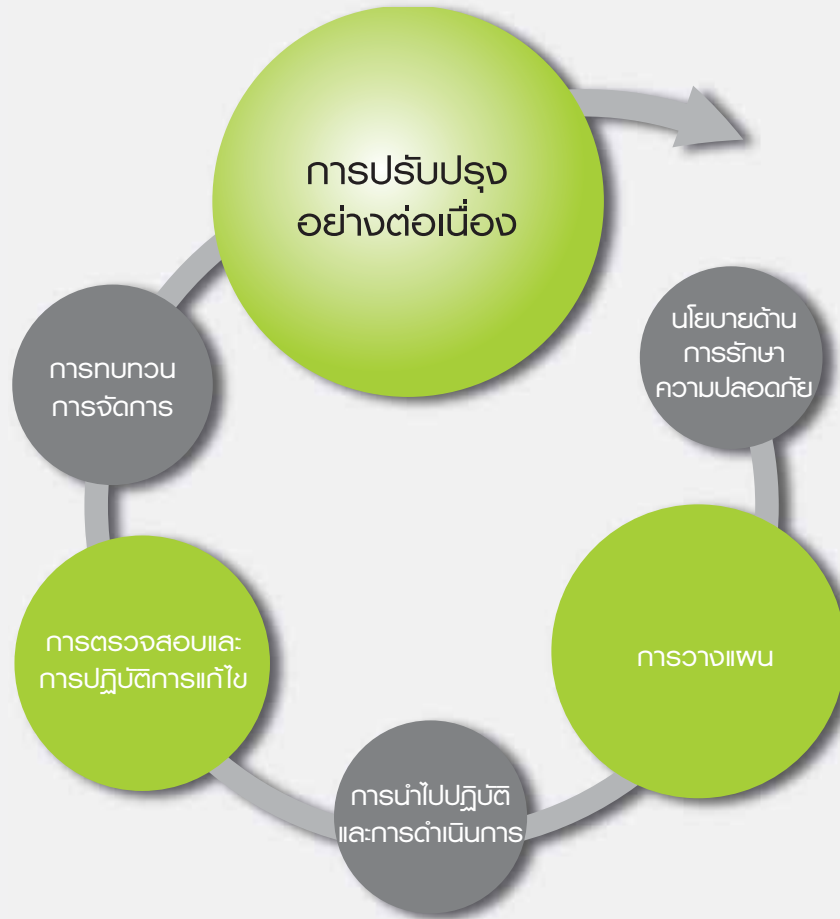 การปรับปรุง
อย่างต่อเนื่อง
นโยบายด้าน
การรักษา
ความปลอดภัย
การทบทวน
การจัดการ
การตรวจสอบและ
การปฏิบัติการแก้ไข
การวางแผน
การนำไปปฏิบัติ
และการดำเนินการ